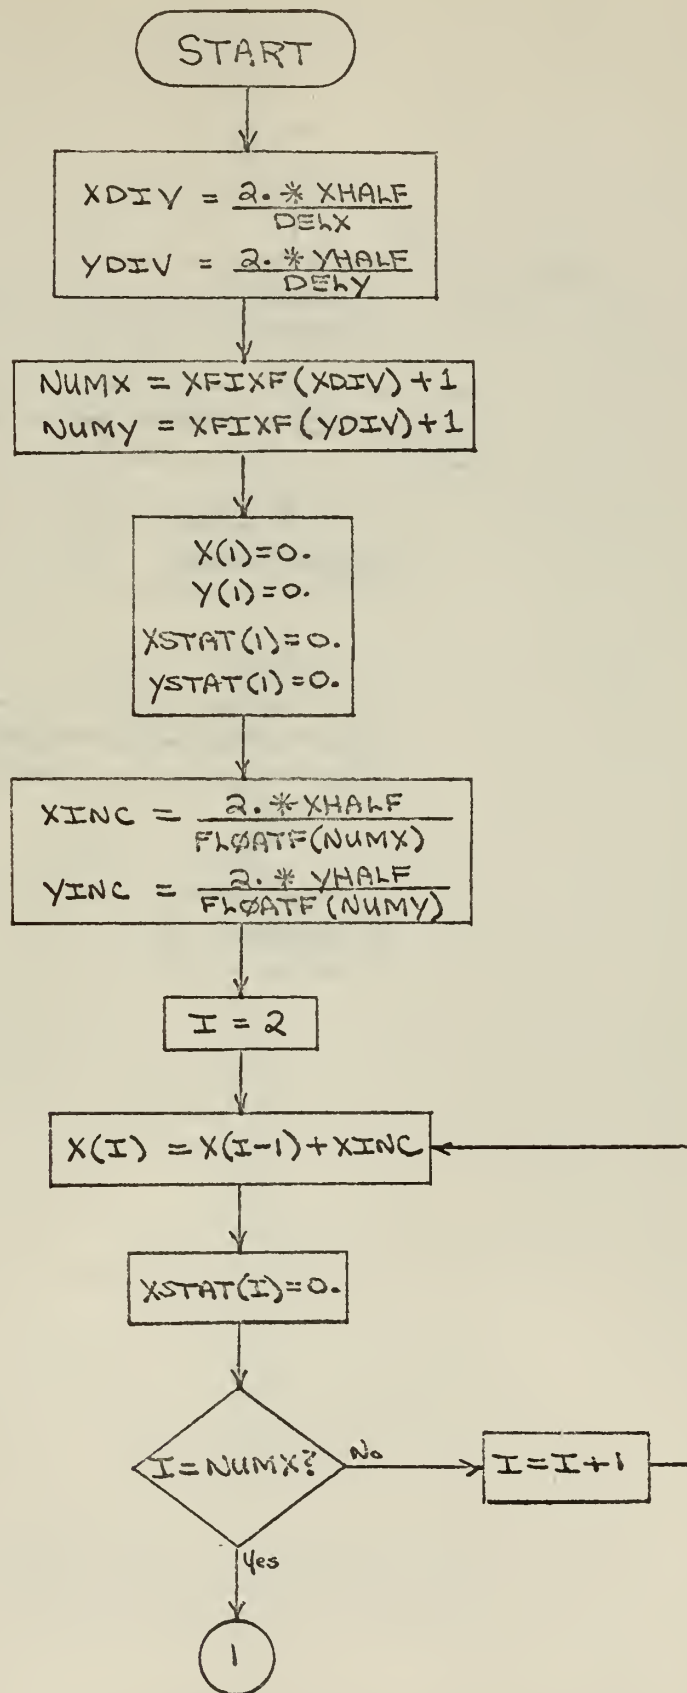 START
XDIV = 2. * XHALF
DELX
YDIV = 2. * YHALF
DELY
NUMX = XFIXF(XDIV)+1
NUMY = XFIXF(YDIV)+1
X(1)=0.
Y(1)=0.
XSTAT(1)=0.
YSTAT(1)=0.
XINC = 2. * XHALF
FLØATF(NUMX)
YINC = 2. * YHALF
FLØATF(NUMY)
I = 2
X(I) = X(I-1)+XINC
XSTAT(I)=0.
I=NUMX?
No
I=I+1
Yes
1